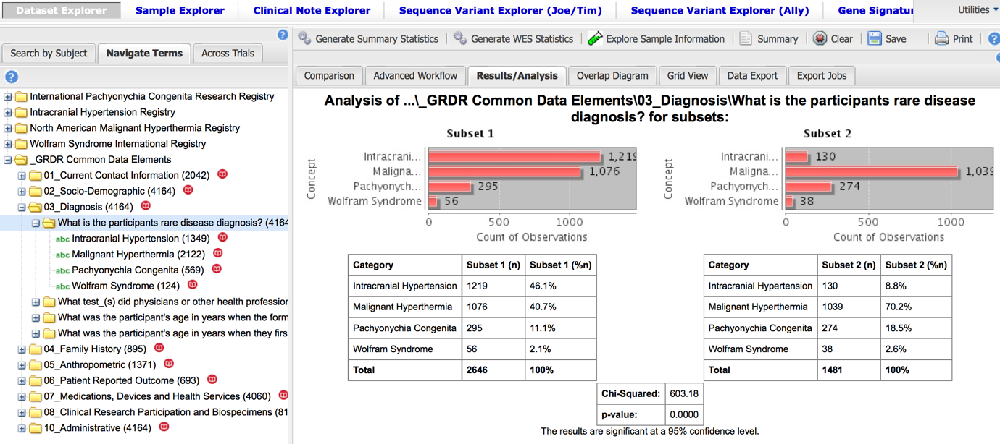 Dataset Explorer Sample Explorer Clinical Note Explorer Sequence Variant Explorer (Joe/Tim) Sequence Variant Explorer (Ally) Gene Signatur Utilities
Generate Summary Statistics Generate WES Statistics Explore Sample Information Summary Clear Save Print
Search by Subject Navigate Terms Across Trials
Comparison Advanced Workflow Results/Analysis Overlap Diagram Grid View Data Export Export Jobs
International Pachyonychia Congenita Research Registry
Intracranial Hypertension Registry
North American Malignant Hyperthermia Registry
Wolfram Syndrome International Registry
_GRDR Common Data Elements
01_Current Contact Information (2042)
02_Socio-Demographic (4164)
03_Diagnosis (4164)
What is the participants rare disease diagnosis? (4164
abc Intracranial Hypertension (1349)
abc Malignant Hyperthermia (2122)
abc Pachyonychia Congenita (569)
abc Wolfram Syndrome (124)
What test_(s) did physicians or other health profession
What was the participant's age in years when the form
What was the participant's age in years when they firs
04_Family History (895)
05_Anthropometric (1371)
06_Patient Reported Outcome (693)
07_Medications, Devices and Health Services (4060)
08_Clinical Research Participation and Biospecimens (81
10_Administrative (4164)
Analysis of ...\_GRDR Common Data Elements\03_Diagnosis\What is the participants rare disease
diagnosis? for subsets:
Subset 1
Concept
Intracrani... 1,219
Maligna... 1,076
Pachyonych... 295
Wolfram Syndrome 56
0 500 1000
Count of Observations
Subset 2
Concept
Intracrani... 130
Maligna... 1,039
Pachyonych... 274
Wolfram Syndrome 38
0 500 1000
Count of Observations
Category Subset 1 (n) Subset 1 (%n)
Intracranial Hypertension 1219 46.1%
Malignant Hyperthermia 1076 40.7%
Pachyonychia Congenita 295 11.1%
Wolfram Syndrome 56 2.1%
Total 2646 100%
Category Subset 2 (n) Subset 2 (%n)
Intracranial Hypertension 130 8.8%
Malignant Hyperthermia 1039 70.2%
Pachyonychia Congenita 274 18.5%
Wolfram Syndrome 38 2.6%
Total 1481 100%
Chi-Squared: 603.18
p-value: 0.0000
The results are significant at a 95% confidence level.